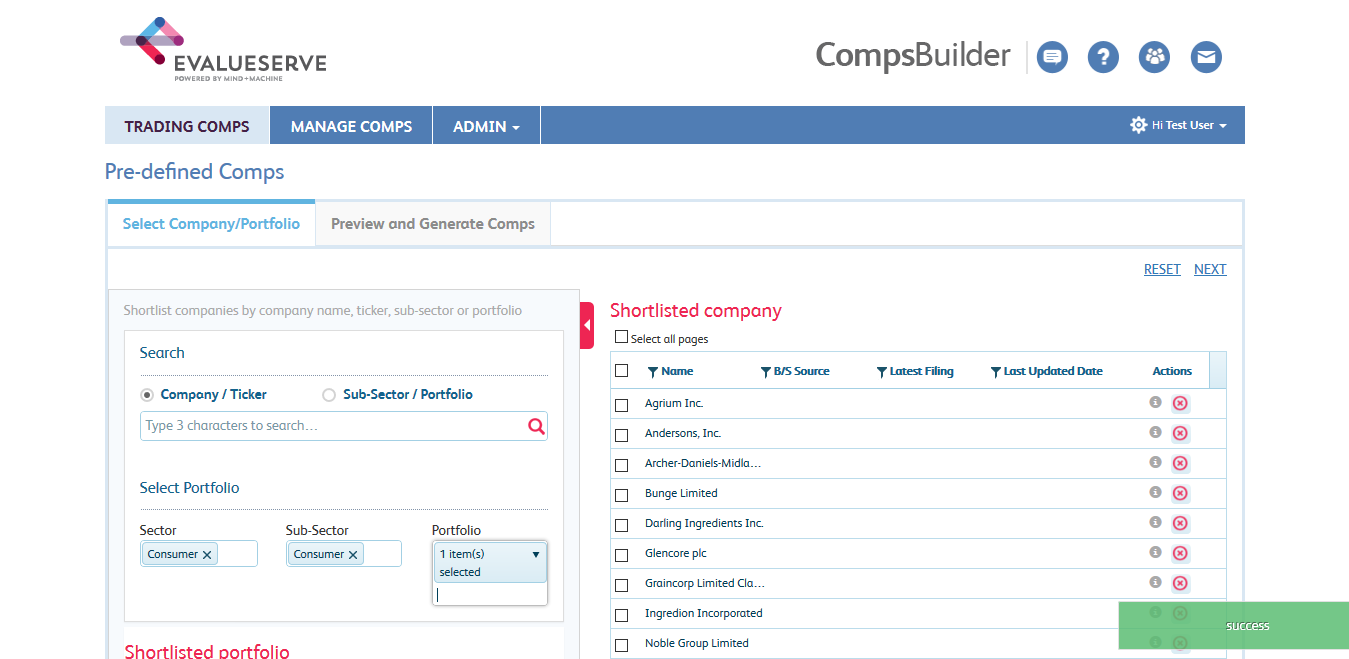 EVALUESERVE
POWERED BY MIND+MACHINE
CompsBuilder
?
TRADING COMPS
MANAGE COMPS
ADMIN
Hi Test User
Pre-defined Comps
Select Company/Portfolio
Preview and Generate Comps
RESET NEXT
Shortlist companies by company name, ticker, sub-sector or portfolio
Search
Company / Ticker
Sub-Sector / Portfolio
Type 3 characters to search...
Select Portfolio
Sector
Sub-Sector
Portfolio
Consumer
Consumer
1 item(s)
selected
Shortlisted portfolio
Shortlisted company
Select all pages
Name B/S Source Latest Filing Last Updated Date Actions
Agrium Inc.
Andersons, Inc.
Archer-Daniels-Midla...
Bunge Limited
Darling Ingredients Inc.
Glencore plc
Graincorp Limited Cla...
Ingredion Incorporated
Noble Group Limited
success